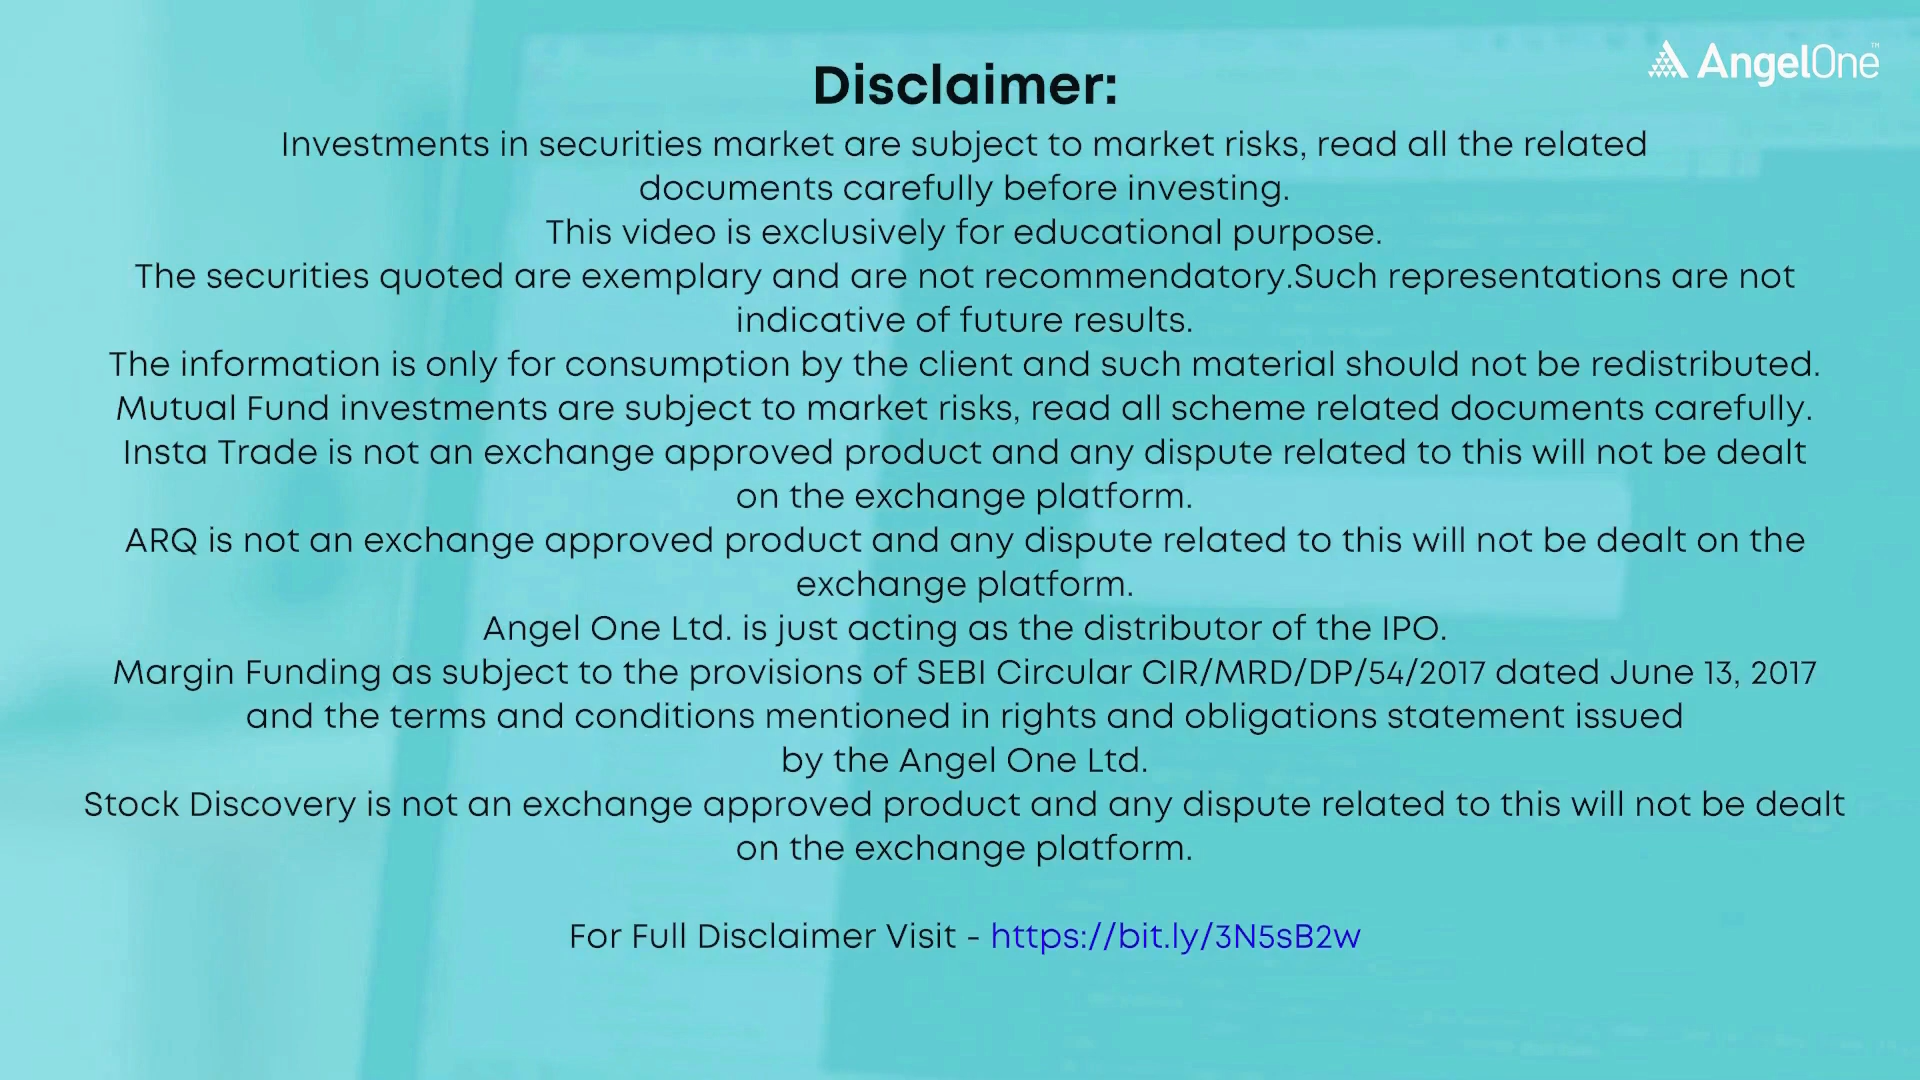 AngelOne™
Disclaimer:
Investments in securities market are subject to market risks, read all the related
documents carefully before investing.
This video is exclusively for educational purpose.
The securities quoted are exemplary and are not recommendatory.Such representations are not
indicative of future results.
The information is only for consumption by the client and such material should not be redistributed.
Mutual Fund investments are subject to market risks, read all scheme related documents carefully.
Insta Trade is not an exchange approved product and any dispute related to this will not be dealt
on the exchange platform.
ARQ is not an exchange approved product and any dispute related to this will not be dealt on the
exchange platform.
Angel One Ltd. is just acting as the distributor of the IPO.
Margin Funding as subject to the provisions of SEBI Circular CIR/MRD/DP/54/2017 dated June 13, 2017
and the terms and conditions mentioned in rights and obligations statement issued
by the Angel One Ltd.
Stock Discovery is not an exchange approved product and any dispute related to this will not be dealt
on the exchange platform.
For Full Disclaimer Visit - https://bit.ly/3N5sB2w